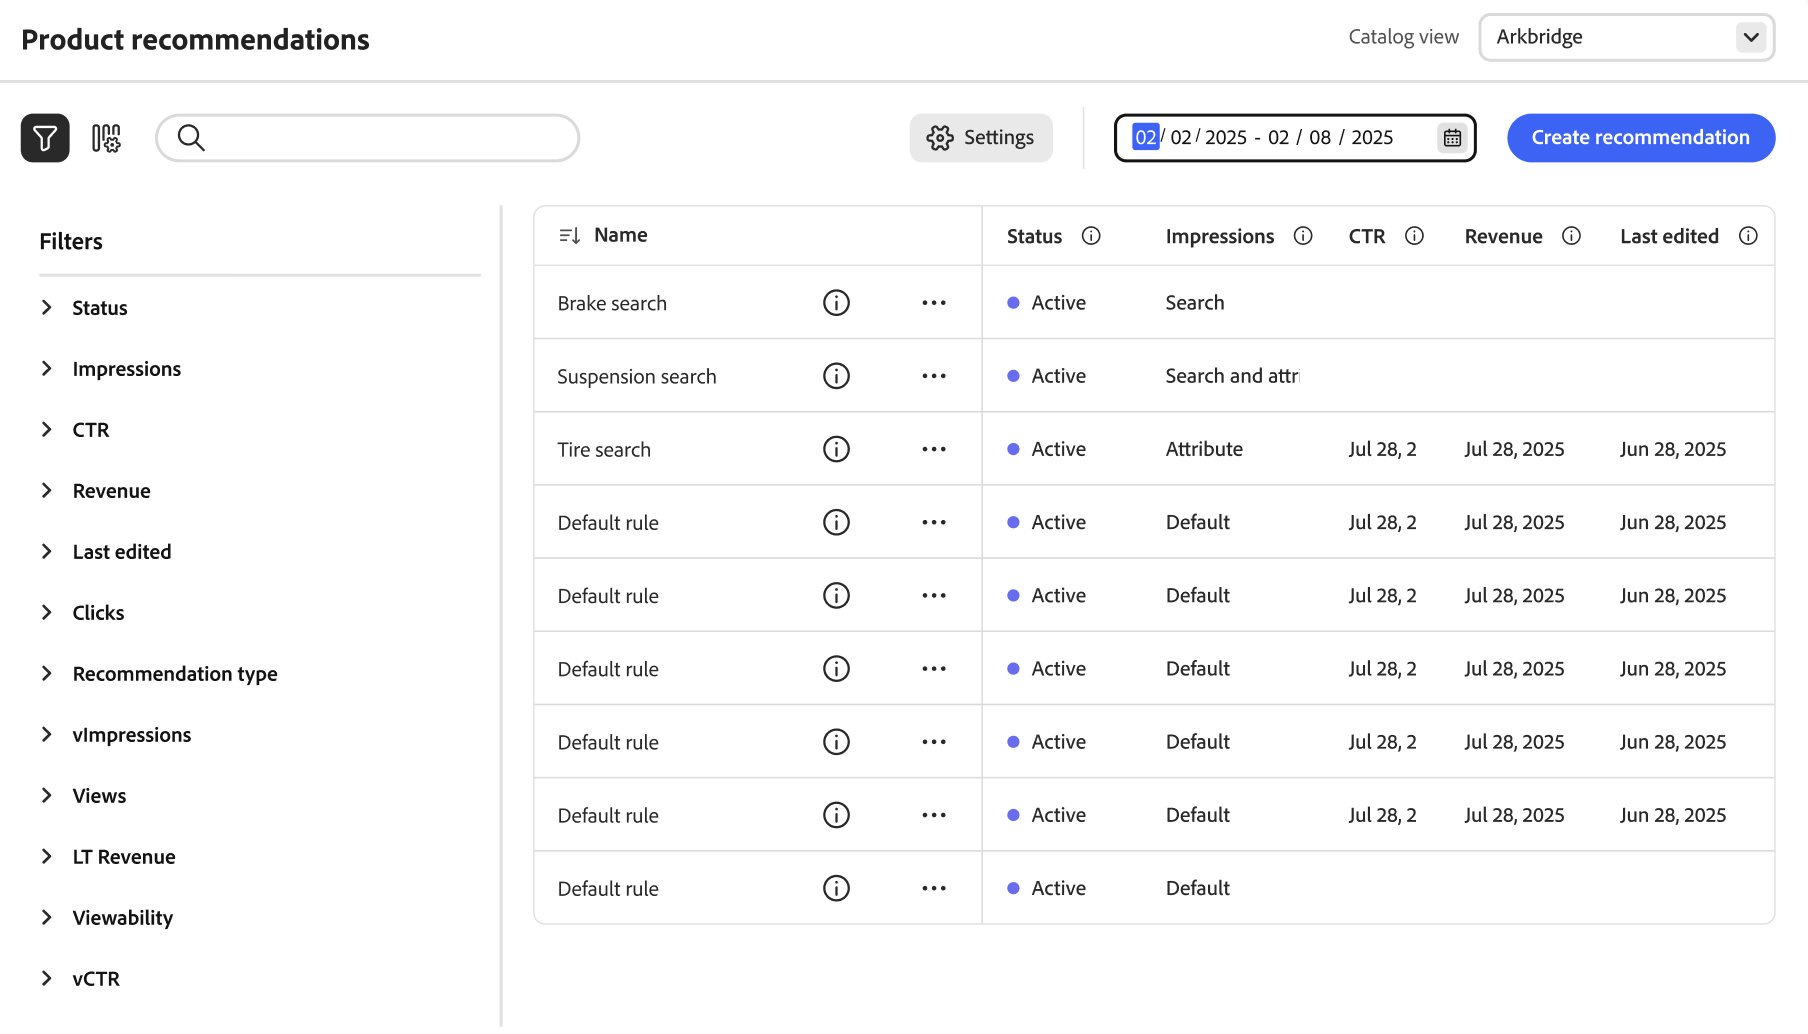 Product recommendations
Catalog view
Arkbridge
Settings
02 / 02 / 2025 - 02 / 08 / 2025
Create recommendation
Filters
Status
Impressions
CTR
Revenue
Last edited
Clicks
Recommendation type
vImpressions
Views
LT Revenue
Viewability
vCTR
Name Status Impressions CTR Revenue Last edited
Brake search Active Search
Suspension search Active Search and attri
Tire search Active Attribute Jul 28, 2 Jul 28, 2025 Jun 28, 2025
Default rule Active Default Jul 28, 2 Jul 28, 2025 Jun 28, 2025
Default rule Active Default Jul 28, 2 Jul 28, 2025 Jun 28, 2025
Default rule Active Default Jul 28, 2 Jul 28, 2025 Jun 28, 2025
Default rule Active Default Jul 28, 2 Jul 28, 2025 Jun 28, 2025
Default rule Active Default Jul 28, 2 Jul 28, 2025 Jun 28, 2025
Default rule Active Default